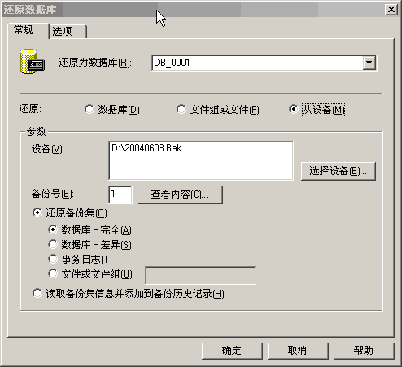 还原数据库
常规 选项
还原为数据库(R): DB_0001
还原: 数据库(D) 文件组或文件(F) 从设备(M)
参数
设备(V)
D:\20040603.Bak
选择设备(E)...
备份号(B): 1 查看内容(C)...
还原备份集(E)
数据库 - 完全(A)
数据库 - 差异(S)
事务日志(T)
文件或文件组(U)
读取备份集信息并添加到备份历史记录(H)
确定 取消 帮助